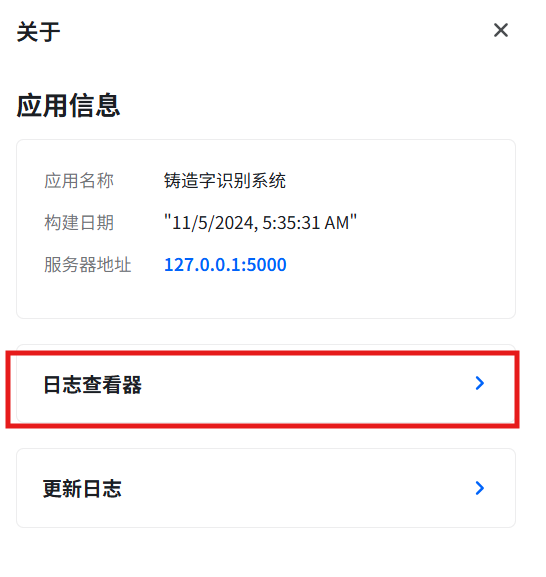 关于
应用信息
应用名称 铸造字识别系统
构建日期 "11/5/2024, 5:35:31 AM"
服务器地址 127.0.0.1:5000
日志查看器
更新日志